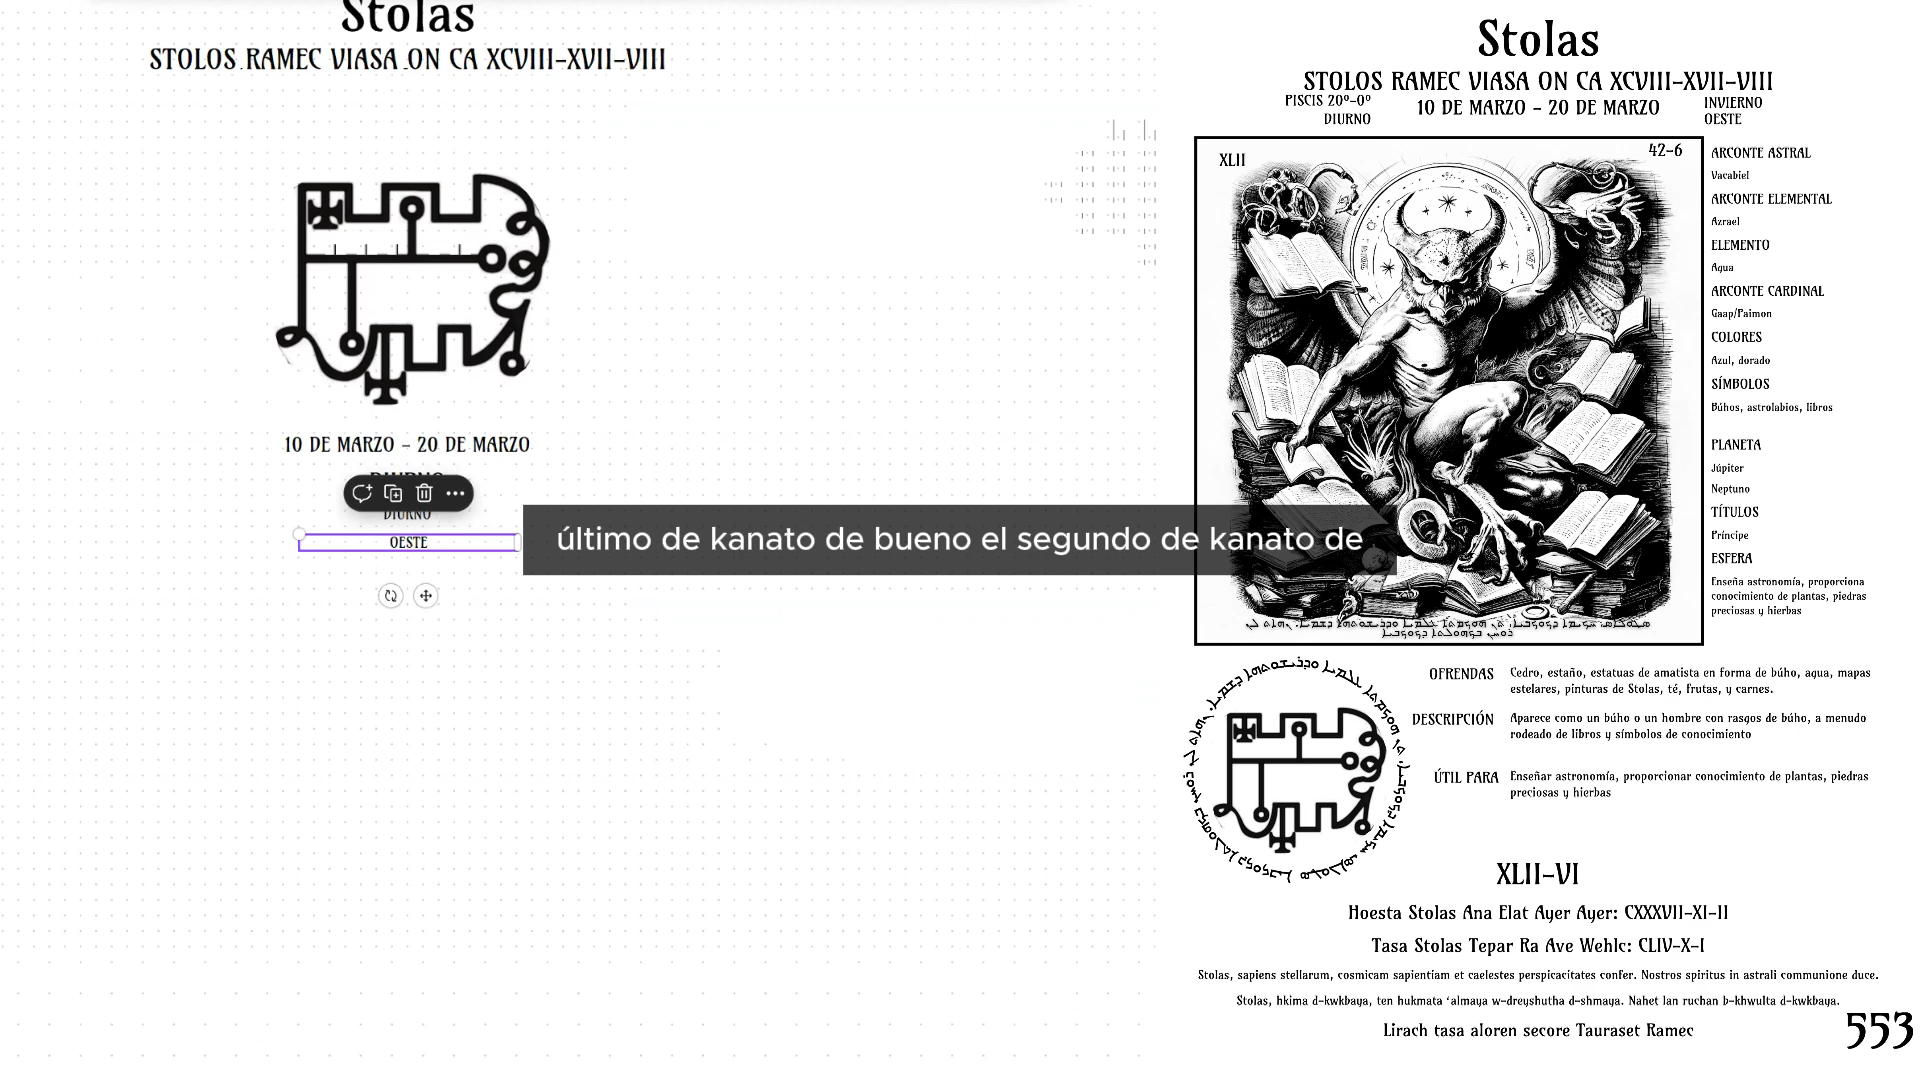 Stolas
STOLOS RAMEC VIASA ON CA XCVIII-XVII-VIII
10 DE MARZO - 20 DE MARZO
DIURNO
OESTE
último de kanato de bueno el segundo de kanato de
Stolas
STOLOS RAMEC VIASA ON CA XCVIII-XVII-VIII
PISCIS 20º-0º
DIURNO
10 DE MARZO - 20 DE MARZO
INVIERNO
OESTE
XLII
42-6
ARCONTE ASTRAL
Vacabiel
ARCONTE ELEMENTAL
Azrael
ELEMENTO
Agua
ARCONTE CARDINAL
Gaap/Paimon
COLORES
Azul, dorado
SÍMBOLOS
Búhos, astrolabios, libros
PLANETA
Júpiter
Neptuno
TÍTULOS
Príncipe
ESFERA
Enseña astronomía, proporciona
conocimiento de plantas, piedras
preciosas y hierbas
OFRENDAS
Cedro, estaño, estatuas de amatista en forma de búho, agua, mapas
estelares, pinturas de Stolas, té, frutas, y carnes.
DESCRIPCIÓN
Aparece como un búho o un hombre con rasgos de búho, a menudo
rodeado de libros y símbolos de conocimiento
ÚTIL PARA
Enseñar astronomía, proporcionar conocimiento de plantas, piedras
preciosas y hierbas
XLII-VI
Hoesta Stolas Ana Elat Ayer Ayer: CXXXVII-XI-II
Tasa Stolas Tepar Ra Ave Wehlc: CLIV-X-I
Stolas, sapiens stellarum, cosmicam sapientiam et caelestes perspicacitates confer. Nostros spiritus in astrali communione duce.
Stolas, hkima d-kwkbaya, ten hukmata ʻalmaya w-dreyshutha d-shmaya. Nahet lan ruchan b-khwulta d-kwkbaya.
Lirach tasa aloren secore Tauraset Ramec
553